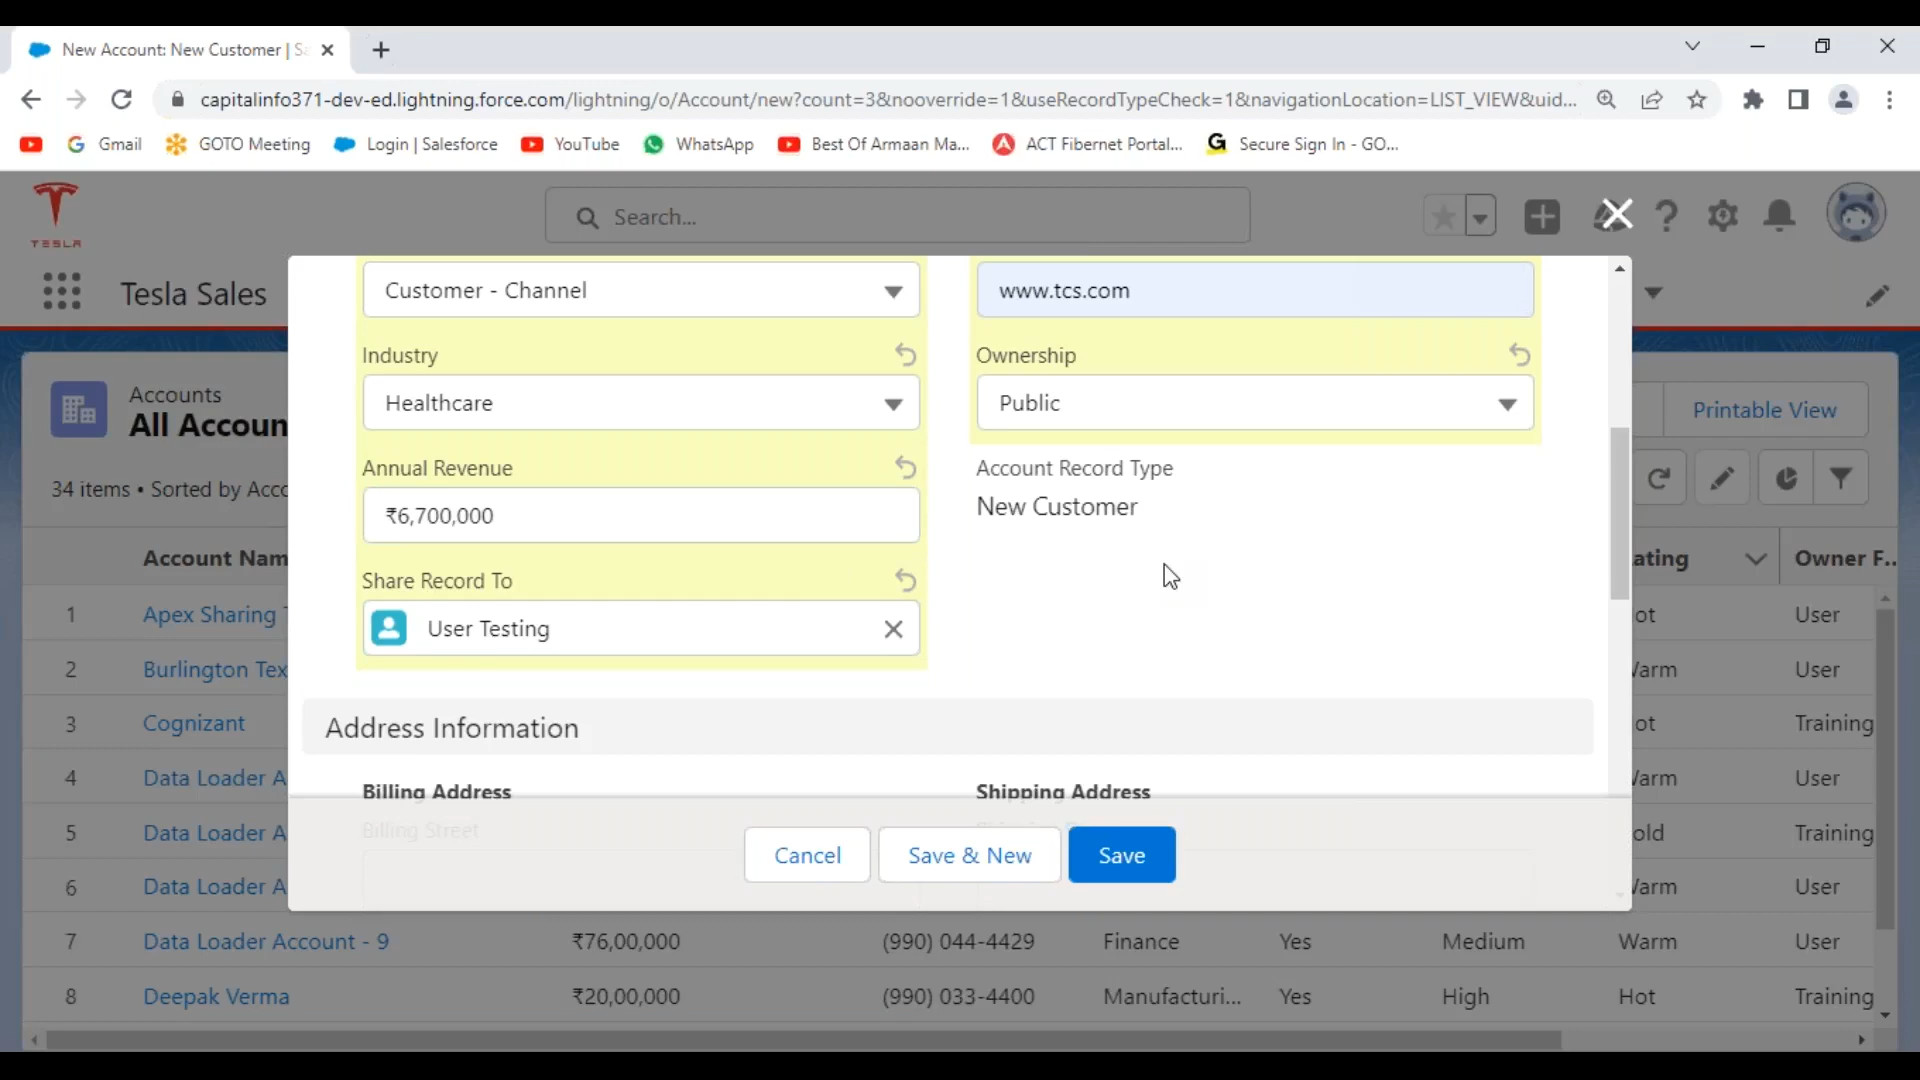 New Account: New Customer | Sa
capitalinfo371-dev-ed.lightning.force.com/lightning/o/Account/new?count=3&nooverride=1&useRecordTypeCheck=1&navigationLocation=LIST_VIEW&uid...
Gmail
GOTO Meeting
Login | Salesforce
YouTube
WhatsApp
Best Of Armaan Ma...
ACT Fibernet Portal...
Secure Sign In - GO...
TESLA
Search...
Tesla Sales
Accounts
All Accoun
34 items • Sorted by Acco
Printable View
Customer - Channel
www.tcs.com
Industry
Healthcare
Ownership
Public
Annual Revenue
₹6,700,000
Account Record Type
New Customer
Share Record To
User Testing
Address Information
Billing Address
Shipping Address
Billing Street
Cancel
Save & New
Save
Account Nam
ating
Owner F...
1 Apex Sharing T ot User
2 Burlington Tex Warm User
3 Cognizant ot Training
4 Data Loader A Warm User
5 Data Loader A old Training
6 Data Loader A Warm User
7 Data Loader Account - 9 ₹76,00,000 (990) 044-4429 Finance Yes Medium Warm User
8 Deepak Verma ₹20,00,000 (990) 033-4400 Manufacturi... Yes High Hot Training